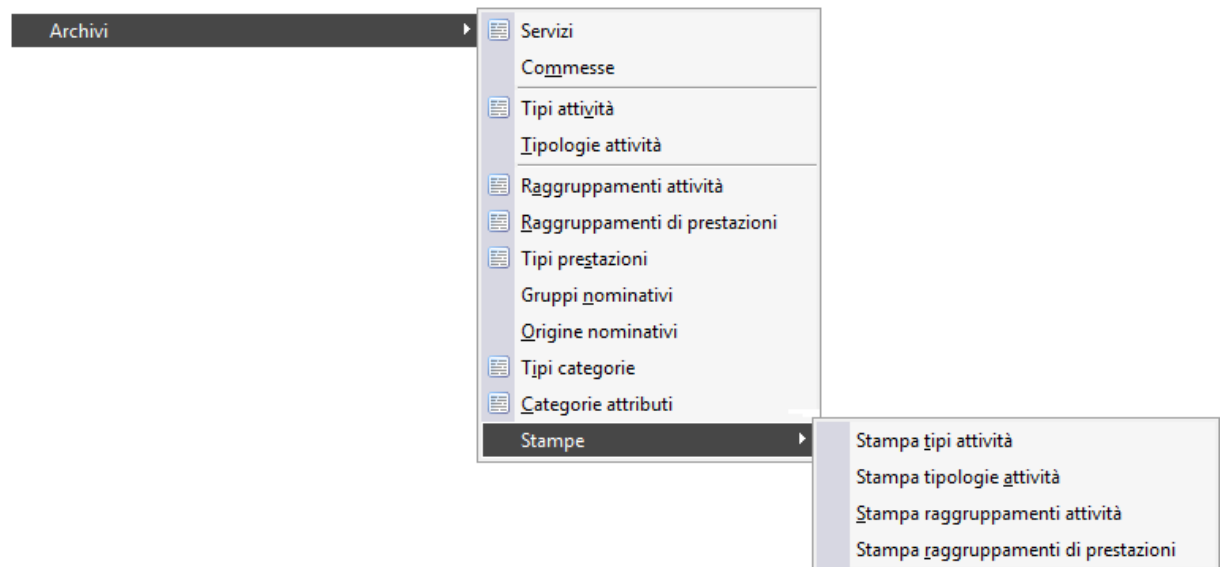 Archivi
Servizi
Commesse
Tipi attività
Tipologie attività
Raggruppamenti attività
Raggruppamenti di prestazioni
Tipi prestazioni
Gruppi nominativi
Origine nominativi
Tipi categorie
Categorie attributi
Stampe
Stampa tipi attività
Stampa tipologie attività
Stampa raggruppamenti attività
Stampa raggruppamenti di prestazioni